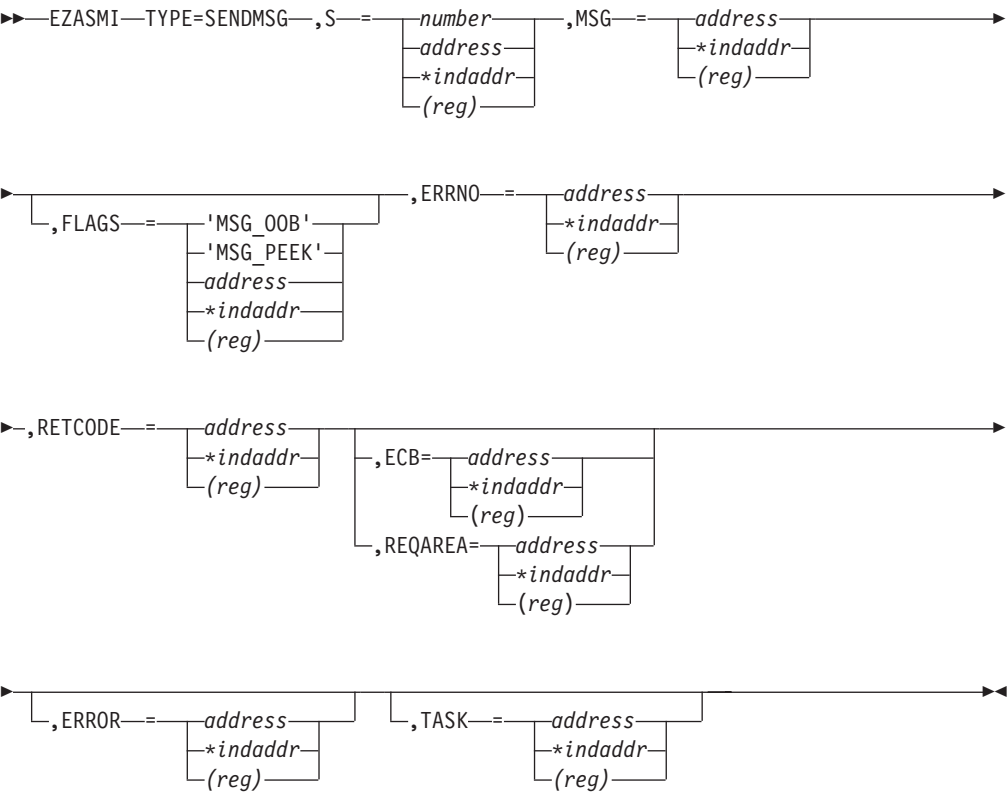 EZASMI TYPE=SENDMSG ,S = number ,MSG = address
address *indaddr
*indaddr (reg)
(reg)
,FLAGS = 'MSG_OOB' ,ERRNO = address
'MSG_PEEK' *indaddr
address (reg)
*indaddr
(reg)
,RETCODE = address
*indaddr ,ECB= address
(reg) *indaddr
(reg)
,REQAREA= address
*indaddr
(reg)
,ERROR = address ,TASK = address
*indaddr *indaddr
(reg) (reg)